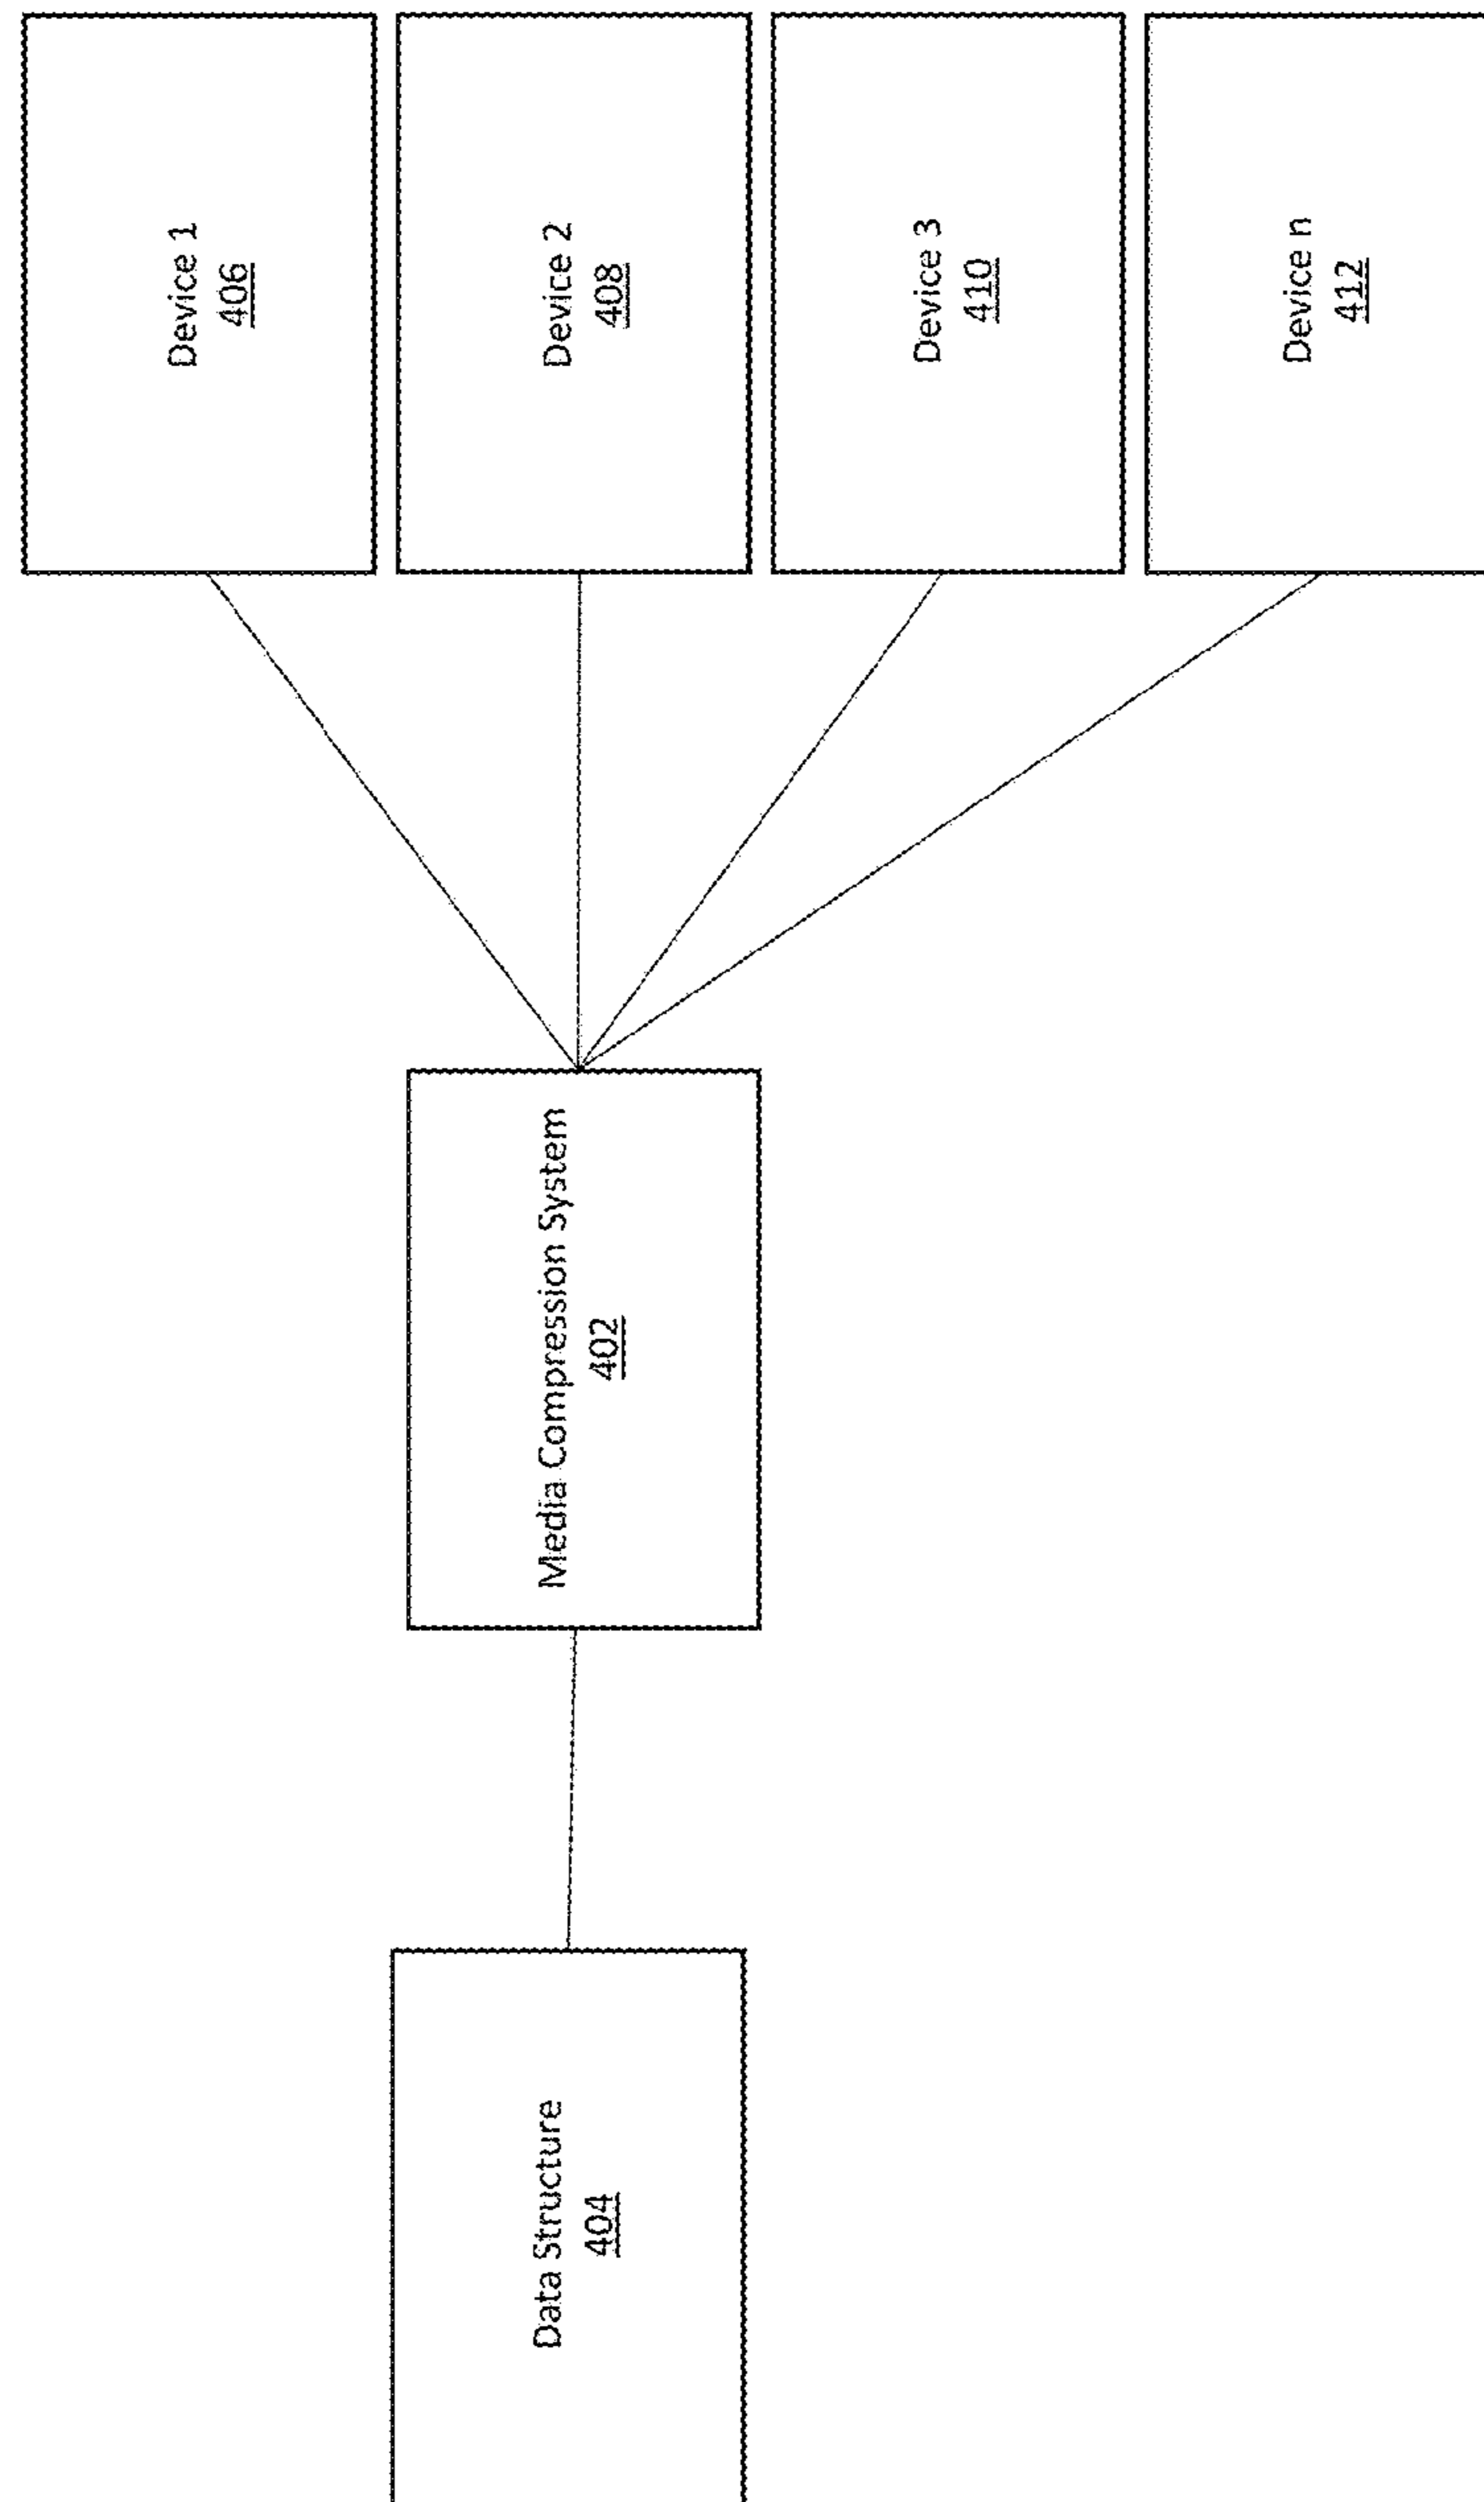 Data Structure
404
Media Compression System
402
Device 1
406
Device 2
408
Device 3
410
Device n
412